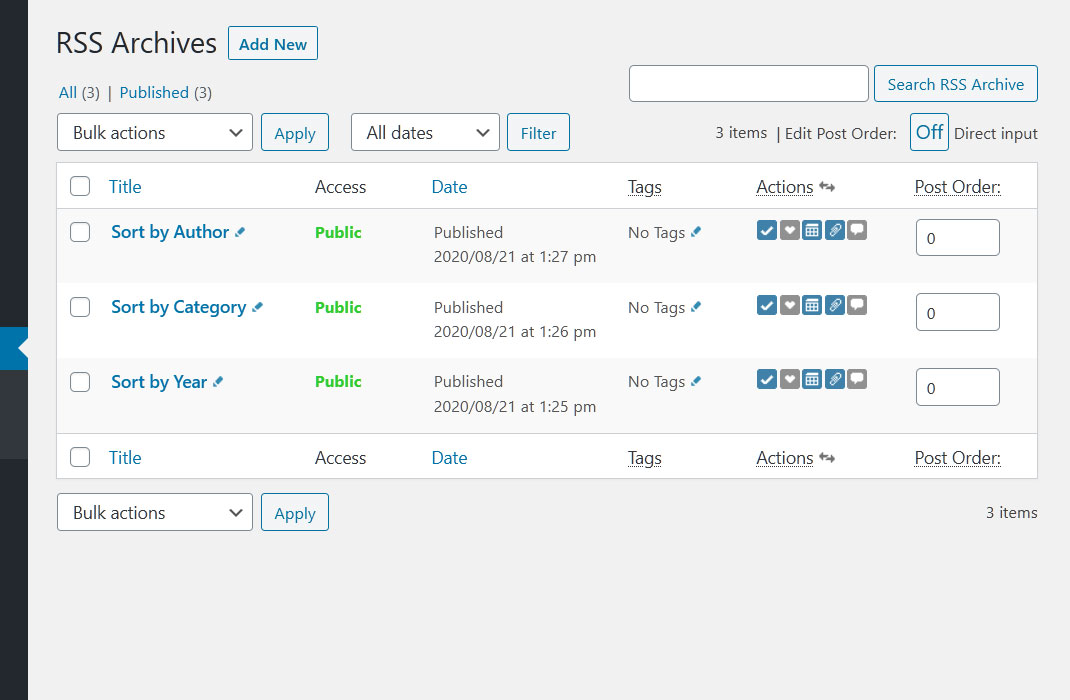 RSS Archives Add New
All (3) | Published (3)
Search RSS Archive
Bulk actions Apply All dates Filter 3 items | Edit Post Order: Off Direct input
Title Access Date Tags Actions Post Order:
Sort by Author Public Published No Tags 0
2020/08/21 at 1:27 pm
Sort by Category Public Published No Tags 0
2020/08/21 at 1:26 pm
Sort by Year Public Published No Tags 0
2020/08/21 at 1:25 pm
Title Access Date Tags Actions Post Order:
Bulk actions Apply 3 items